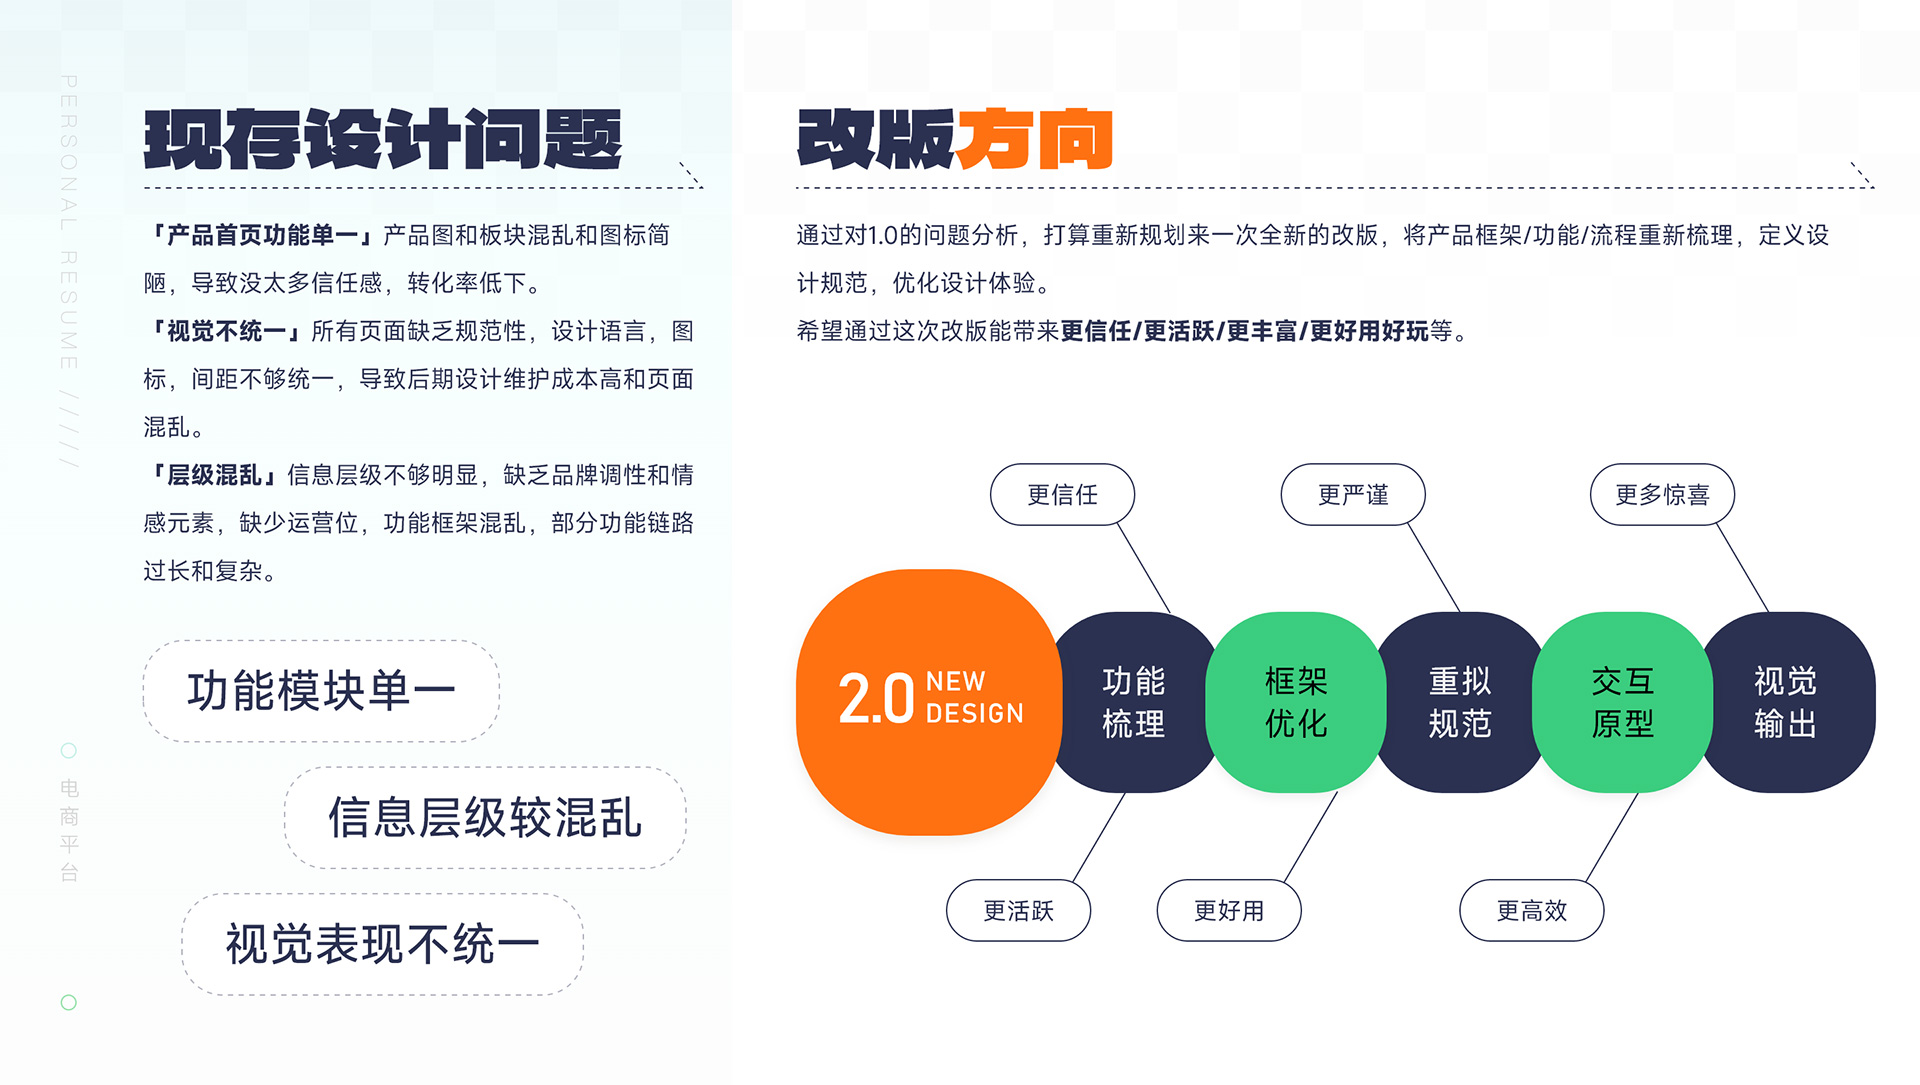 PERSONAL RESUME /////
电商平台
现存设计问题
「产品首页功能单一」产品图和板块混乱和图标简
陋，导致没太多信任感，转化率低下。
「视觉不统一」所有页面缺乏规范性，设计语言，图
标，间距不够统一，导致后期设计维护成本高和页面
混乱。
「层级混乱」信息层级不够明显，缺乏品牌调性和情
感元素，缺少运营位，功能框架混乱，部分功能链路
过长和复杂。
功能模块单一
信息层级较混乱
视觉表现不统一
改版方向
通过对1.0的问题分析，打算重新规划来一次全新的改版，将产品框架/功能/流程重新梳理，定义设
计规范，优化设计体验。
希望通过这次改版能带来更信任/更活跃/更丰富/更好用好玩等。
更信任
更严谨
更多惊喜
2.0 NEW
DESIGN
功能
梳理
框架
优化
重拟
规范
交互
原型
视觉
输出
更活跃
更好用
更高效